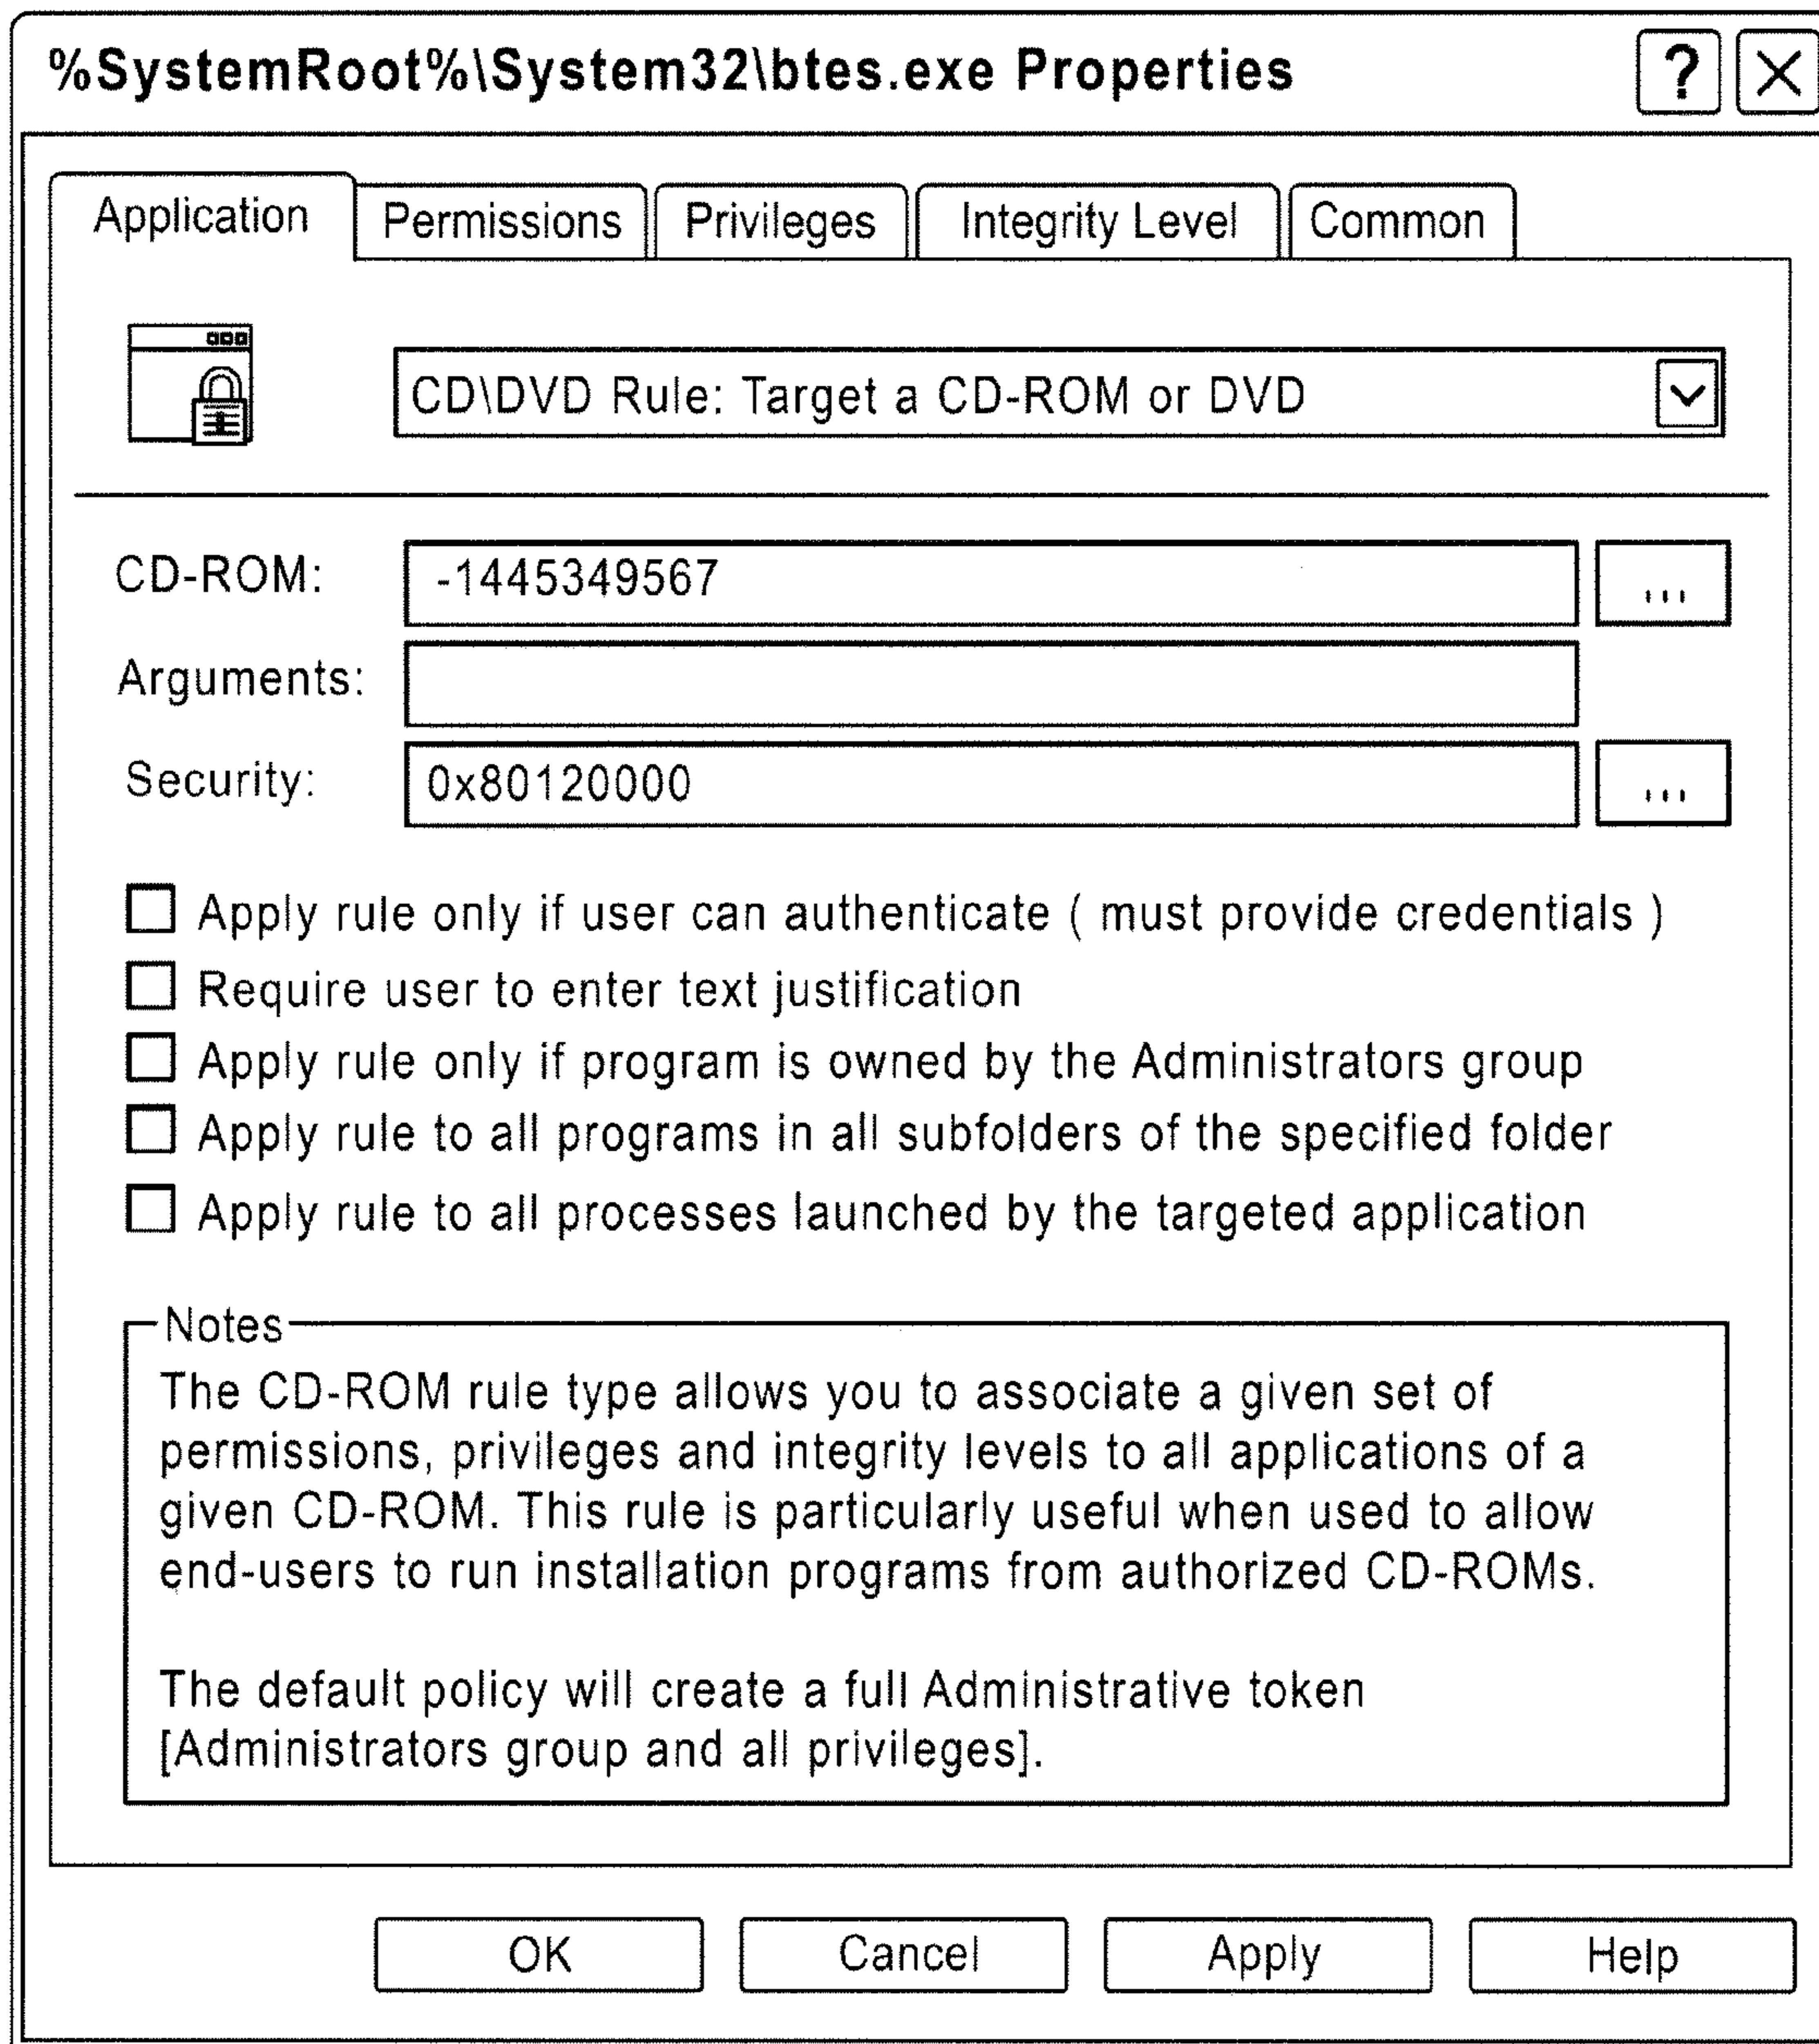 %SystemRoot%\System32\btes.exe Properties ? X
Application Permissions Privileges Integrity Level Common
CD\DVD Rule: Target a CD-ROM or DVD
CD-ROM: -1445349567 ...
Arguments:
Security: 0x80120000 ...
Apply rule only if user can authenticate ( must provide credentials )
Require user to enter text justification
Apply rule only if program is owned by the Administrators group
Apply rule to all programs in all subfolders of the specified folder
Apply rule to all processes launched by the targeted application
Notes
The CD-ROM rule type allows you to associate a given set of
permissions, privileges and integrity levels to all applications of a
given CD-ROM. This rule is particularly useful when used to allow
end-users to run installation programs from authorized CD-ROMs.
The default policy will create a full Administrative token
[Administrators group and all privileges].
OK Cancel Apply Help